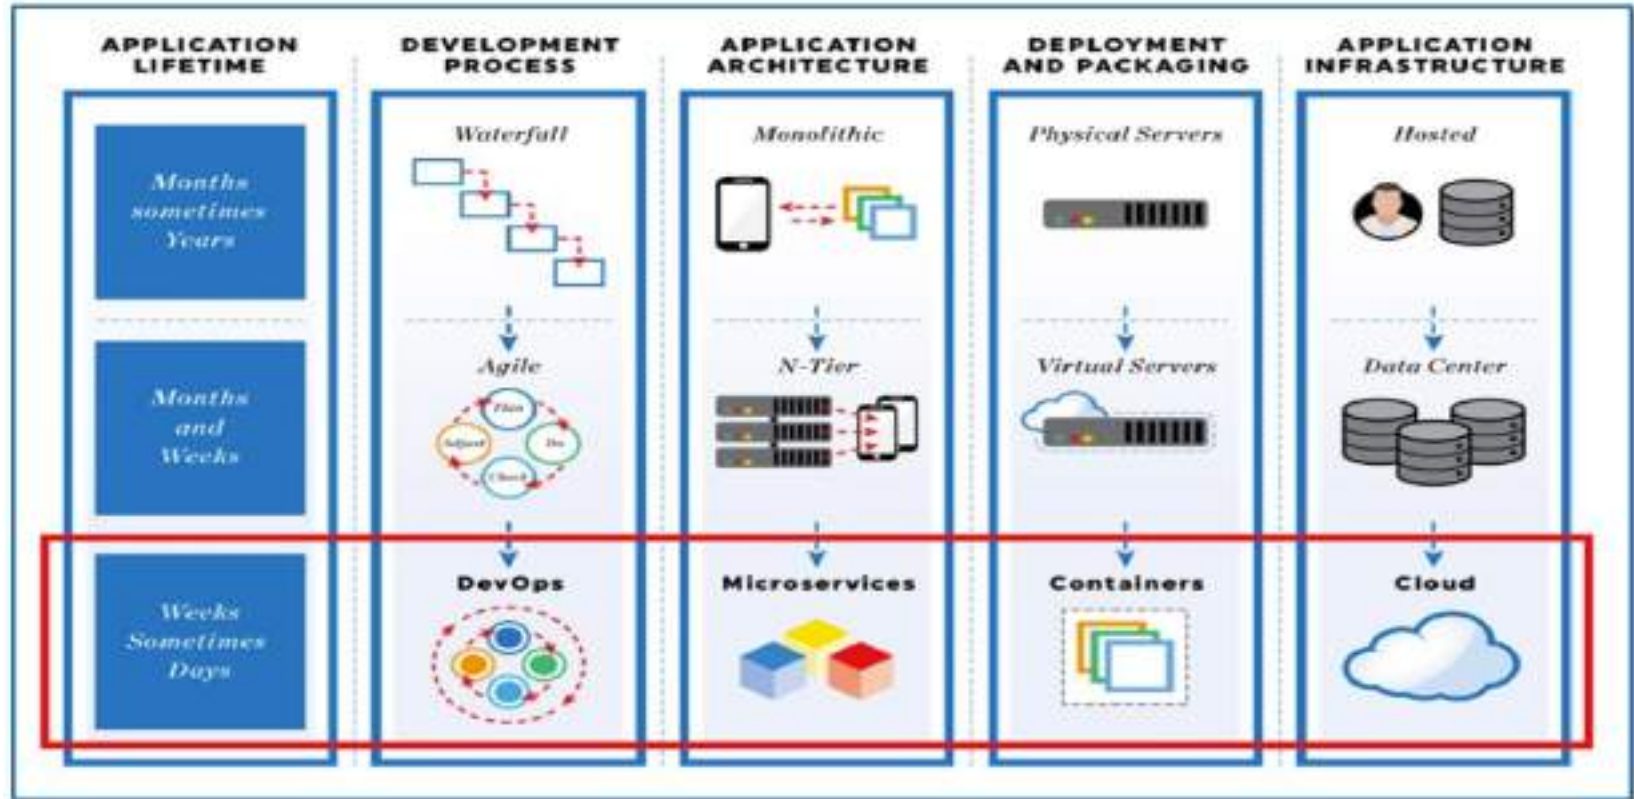 APPLICATION
LIFETIME
DEVELOPMENT
PROCESS
APPLICATION
ARCHITECTURE
DEPLOYMENT
AND PACKAGING
APPLICATION
INFRASTRUCTURE
Months
sometimes
Years
Waterfall
Monolithic
Physical Servers
Hosted
Months
and
Weeks
Agile
Plan
Adjust
Do
Check
N-Tier
Virtual Servers
Data Center
Weeks
Sometimes
Days
DevOps
Microservices
Containers
Cloud